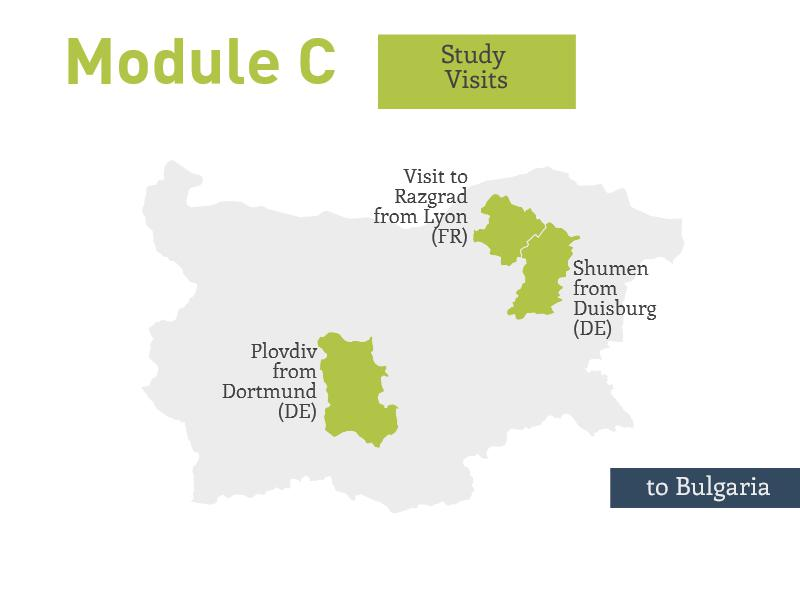 Module C
Study
Visits
Visit to
Razgrad
from Lyon
(FR)
Shumen
from
Duisburg
(DE)
Plovdiv
from
Dortmund
(DE)
to Bulgaria